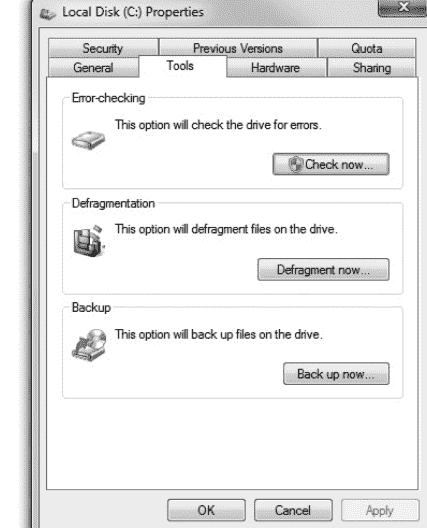 Local Disk (C:) Properties
Security Previous Versions Quota
General Tools Hardware Sharing
Error-checking
This option will check the drive for errors.
Check now...
Defragmentation
This option will defragment files on the drive.
Defragment now...
Backup
This option will back up files on the drive.
Back up now...
OK Cancel Apply